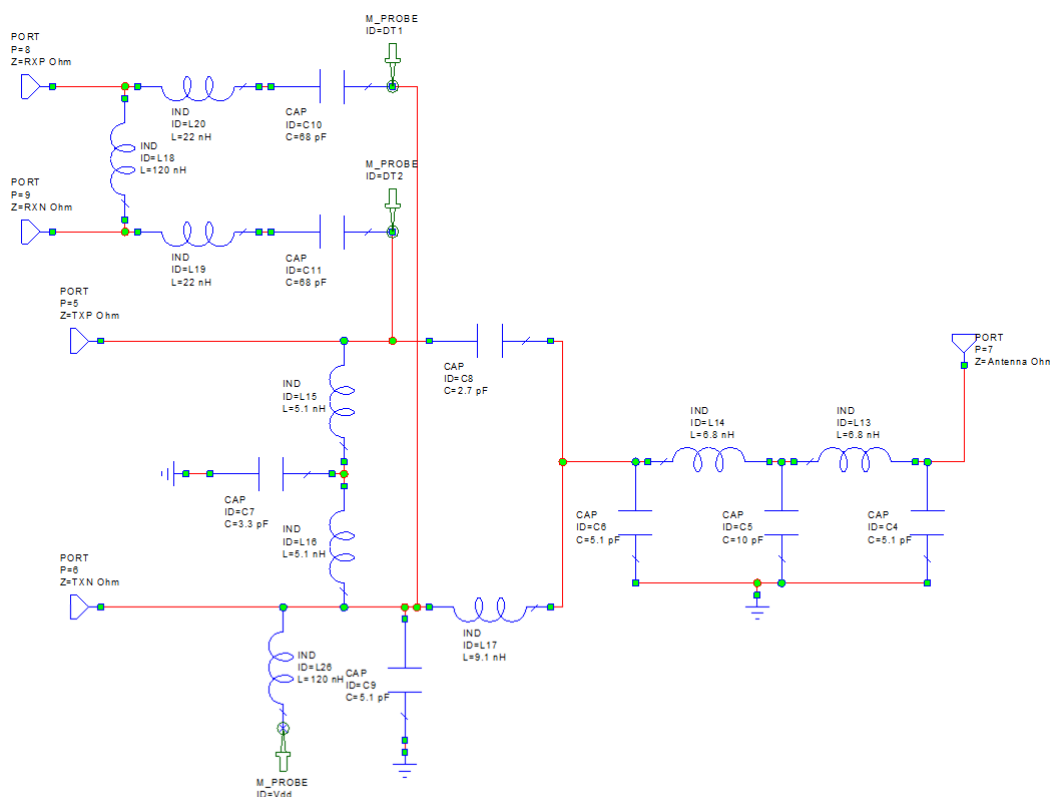 M_PROBE
ID=DT1
PORT
P=8
Z=RXP Ohm
IND
ID=L20
L=22 nH
CAP
ID=C10
C=68 pF
IND
ID=L18
L=120 nH
M_PROBE
ID=DT2
PORT
P=9
Z=RXN Ohm
IND
ID=L19
L=22 nH
CAP
ID=C11
C=68 pF
PORT
P=5
Z=TXP Ohm
CAP
ID=C8
C=2.7 pF
PORT
P=7
Z=Antenna Ohm
IND
ID=L15
L=5.1 nH
IND
ID=L14
L=6.8 nH
IND
ID=L13
L=6.8 nH
CAP
ID=C7
C=3.3 pF
IND
ID=L16
L=5.1 nH
CAP
ID=C6
C=5.1 pF
CAP
ID=C5
C=10 pF
CAP
ID=C4
C=5.1 pF
PORT
P=6
Z=TXN Ohm
IND
ID=L17
L=9.1 nH
IND
ID=L26
L=120 nH
CAP
ID=C9
C=5.1 pF
M_PROBE
ID=Vdd